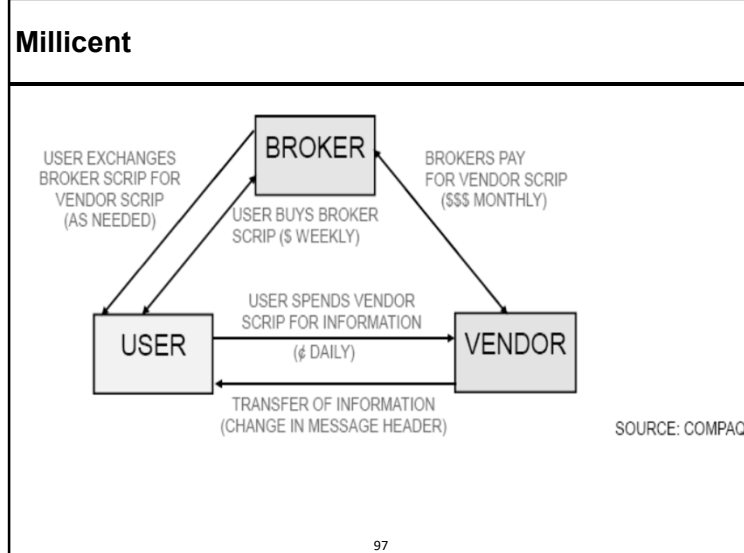 Millicent
BROKER
USER EXCHANGES
BROKER SCRIP FOR
VENDOR SCRIP
(AS NEEDED)
BROKERS PAY
FOR VENDOR SCRIP
($$$ MONTHLY)
USER BUYS BROKER
SCRIP ($ WEEKLY)
USER SPENDS VENDOR
SCRIP FOR INFORMATION
(¢ DAILY)
USER
VENDOR
TRANSFER OF INFORMATION
(CHANGE IN MESSAGE HEADER)
SOURCE: COMPAQ
97